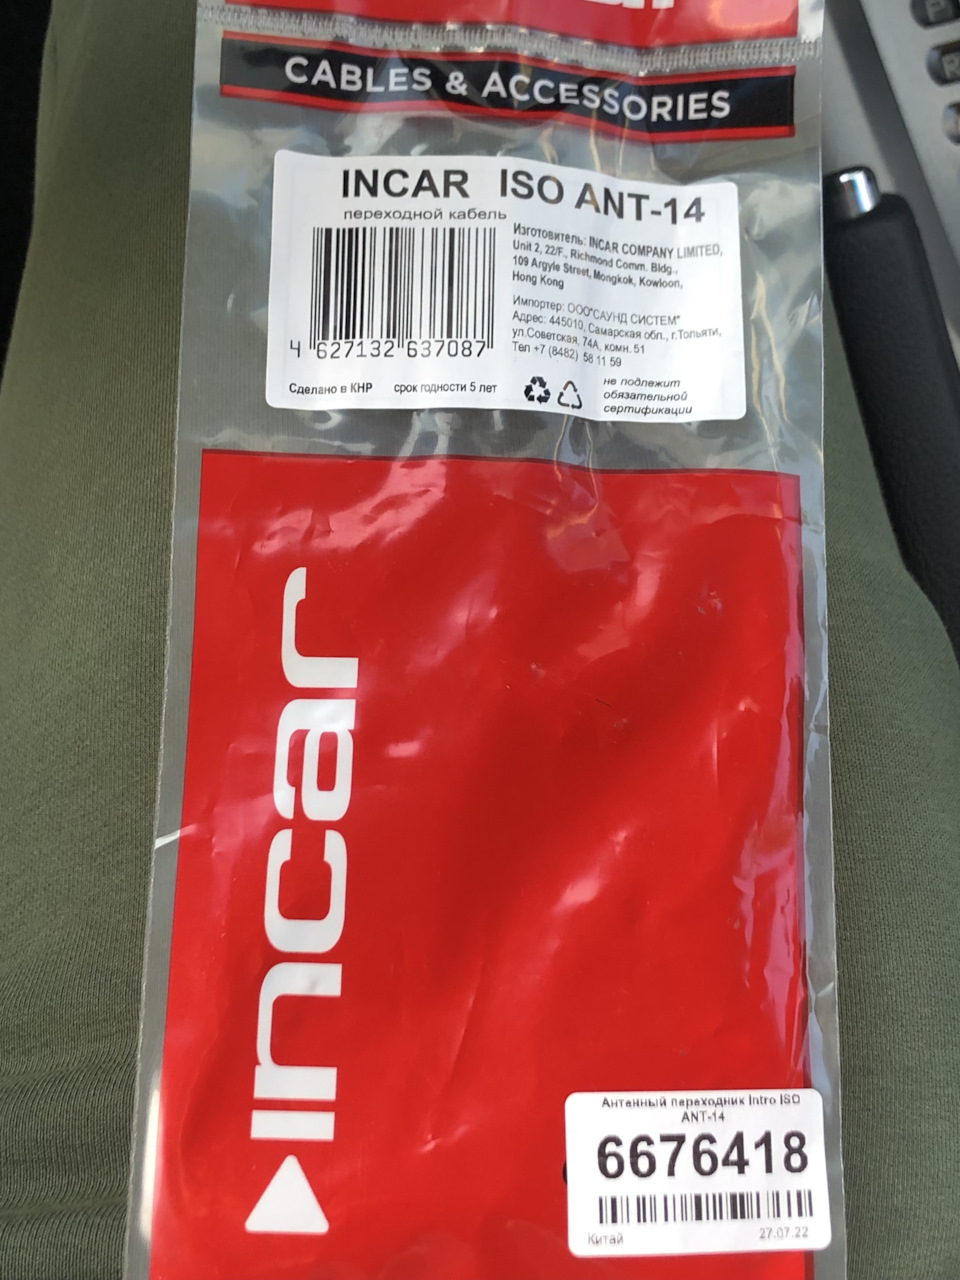 CABLES & ACCESSORIES
INCAR ISO ANT-14
переходной кабель
Изготовитель: INCAR COMPANY LIMITED,
Unit 2, 22/F., Richmond Comm. Bldg.,
109 Argyle Street, Mongkok, Kowloon,
Hong Kong
Импортер: ООО"САУНД СИСТЕМ"
Адрес: 445010, Самарская обл., г.Тольятти,
ул.Советская, 74А, комн. 51
Тел +7 (8482) 58 11 59
4 627132 637087
Сделано в КНР срок годности 5 лет
не подлежит
обязательной
сертификации
incar
Антенный переходник Intro ISO
ANT-14
6676418
Китай 27.07.22
P
R